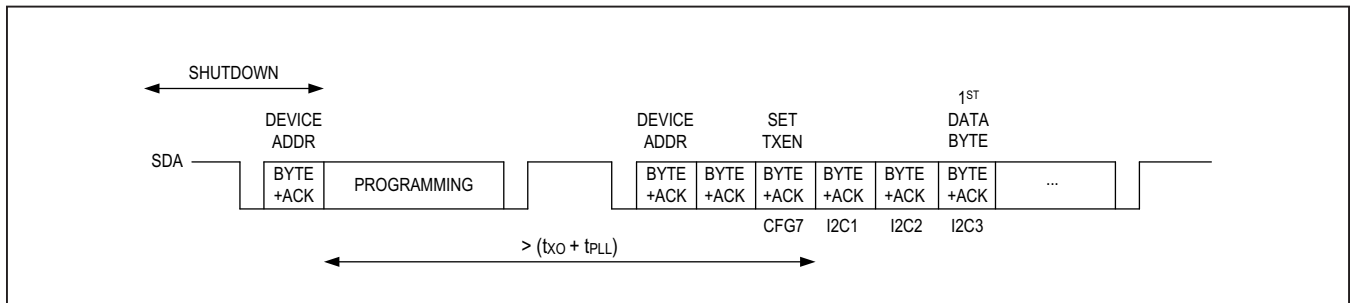 SHUTDOWN
DEVICE
ADDR
DEVICE
ADDR
SET
TXEN
1ST
DATA
BYTE
SDA
BYTE
+ACK
PROGRAMMING
BYTE
+ACK
BYTE
+ACK
BYTE
+ACK
BYTE
+ACK
BYTE
+ACK
BYTE
+ACK
...
CFG7
I2C1
I2C2
I2C3
> (tXO + tPLL)